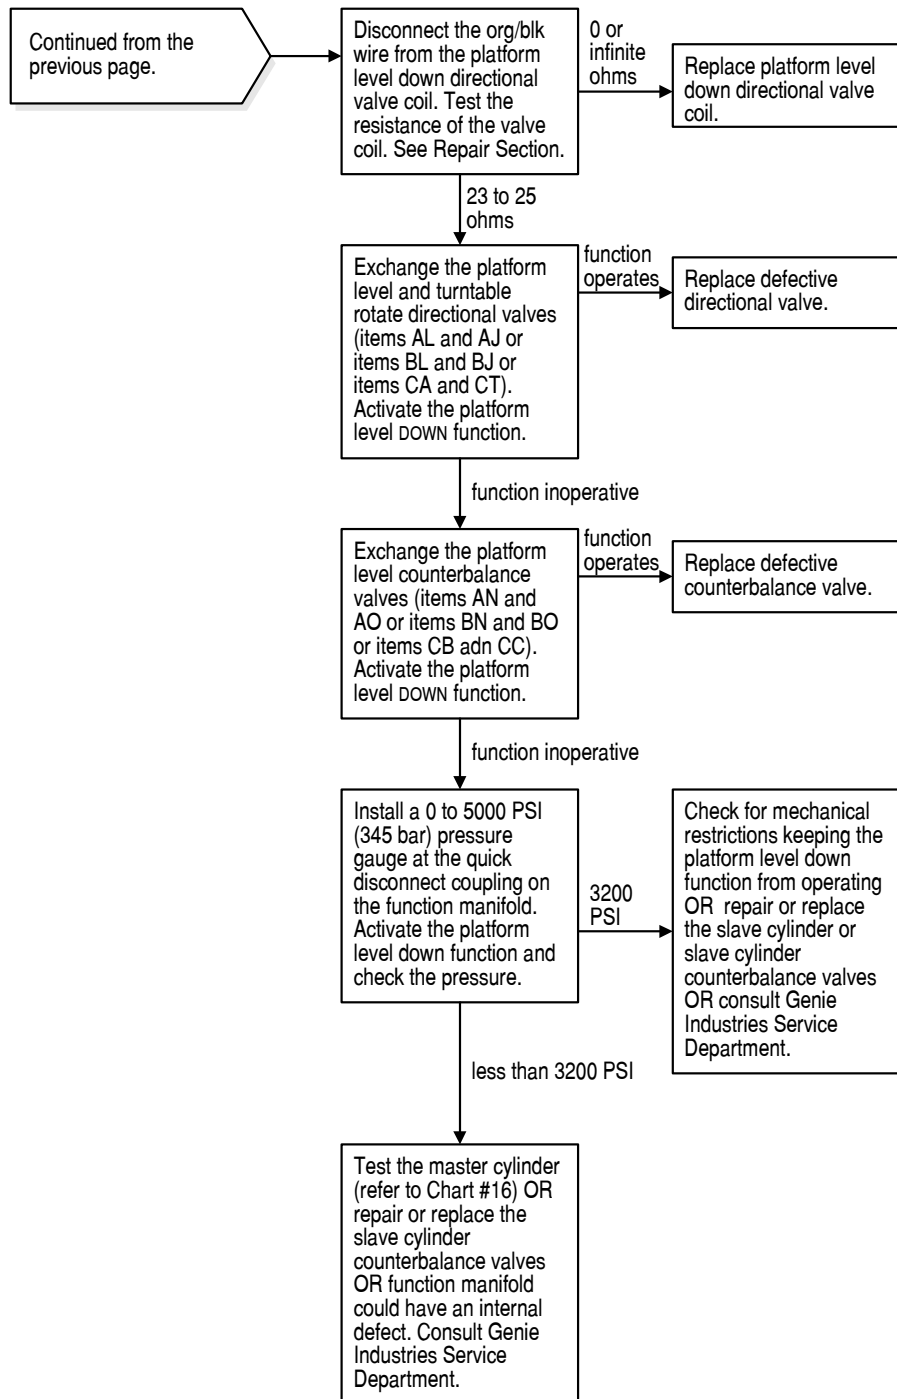 Continued from the
previous page.
Disconnect the org/blk
wire from the platform
level down directional
valve coil. Test the
resistance of the valve
coil. See Repair Section.
0 or
infinite
ohms
Replace platform level
down directional valve
coil.
23 to 25
ohms
Exchange the platform
level and turntable
rotate directional valves
(items AL and AJ or
items BL and BJ or
items CA and CT).
Activate the platform
level DOWN function.
function
operates
Replace defective
directional valve.
function inoperative
Exchange the platform
level counterbalance
valves (items AN and
AO or items BN and BO
or items CB adn CC).
Activate the platform
level DOWN function.
function
operates
Replace defective
counterbalance valve.
function inoperative
Install a 0 to 5000 PSI
(345 bar) pressure
gauge at the quick
disconnect coupling on
the function manifold.
Activate the platform
level down function and
check the pressure.
3200
PSI
Check for mechanical
restrictions keeping the
platform level down
function from operating
OR  repair or replace
the slave cylinder or
slave cylinder
counterbalance valves
OR consult Genie
Industries Service
Department.
less than 3200 PSI
Test the master cylinder
(refer to Chart #16) OR
repair or replace the
slave cylinder
counterbalance valves
OR function manifold
could have an internal
defect. Consult Genie
Industries Service
Department.